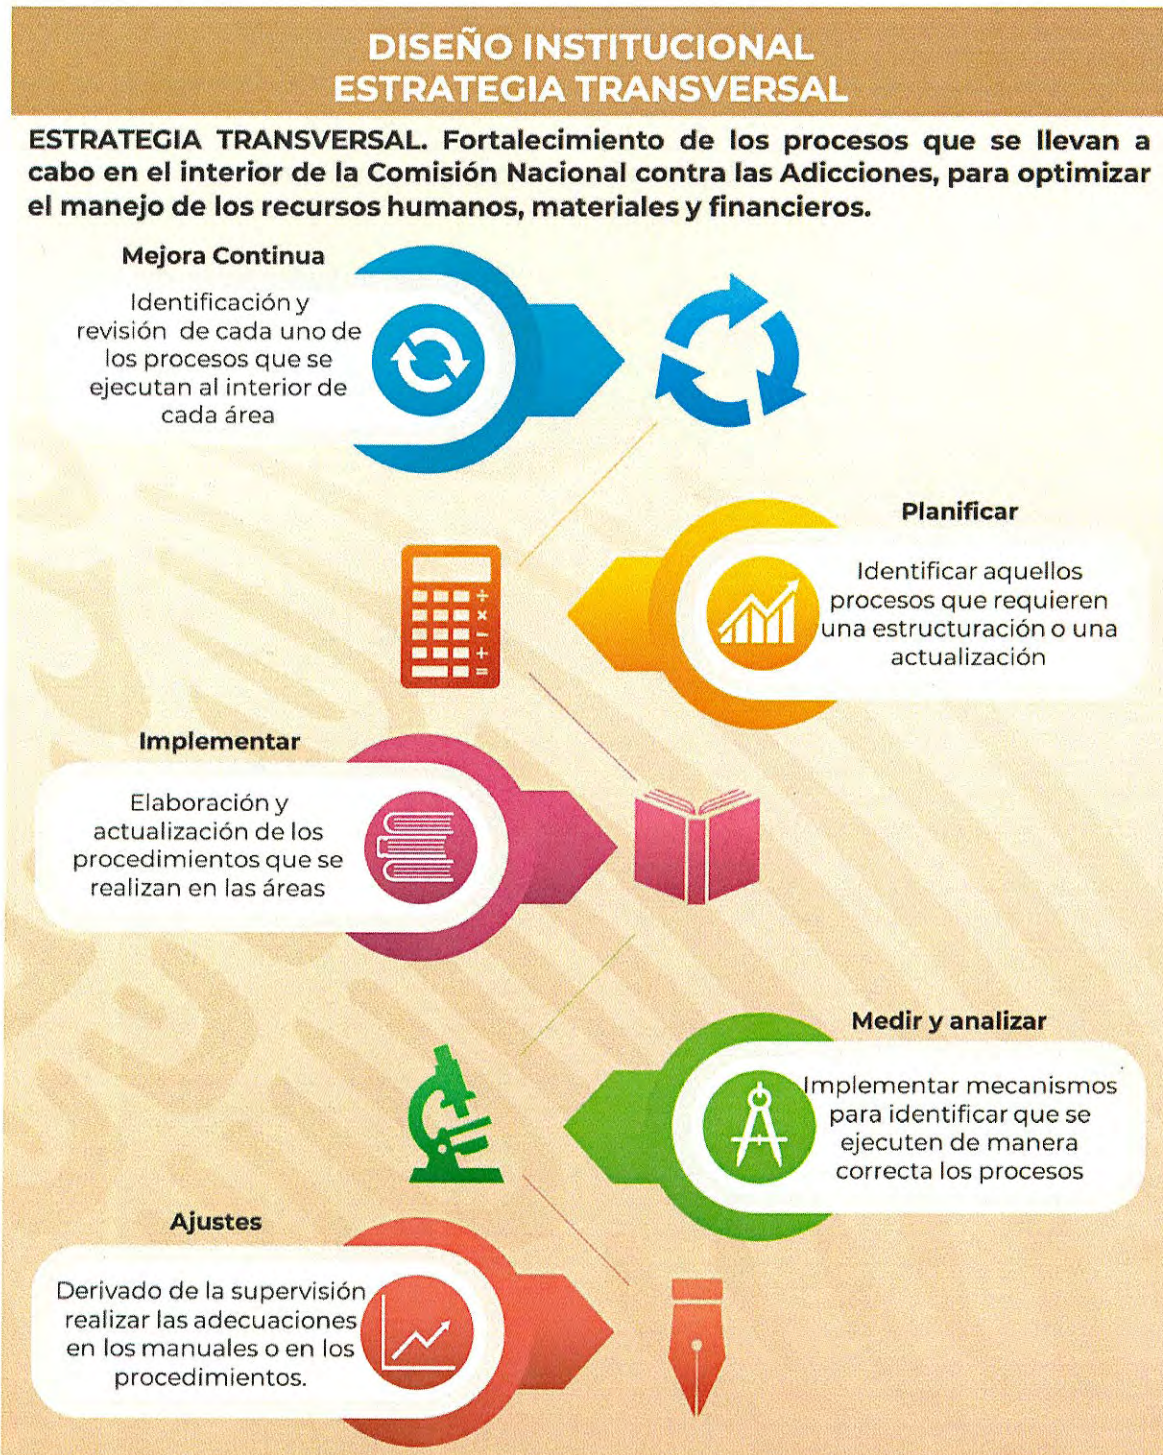 DISEÑO INSTITUCIONAL
ESTRATEGIA TRANSVERSAL
ESTRATEGIA TRANSVERSAL. Fortalecimiento de los procesos que se llevan a
cabo en el interior de la Comisión Nacional contra las Adicciones, para optimizar
el manejo de los recursos humanos, materiales y financieros.
Mejora Continua
Identificación y
revisión de cada uno de
los procesos que se
ejecutan al interior de
cada área
Planificar
Identificar aquellos
procesos que requieren
una estructuración o una
actualización
Implementar
Elaboración y
actualización de los
procedimientos que se
realizan en las áreas
Medir y analizar
Implementar mecanismos
para identificar que se
ejecuten de manera
correcta los procesos
Ajustes
Derivado de la supervisión
realizar las adecuaciones
en los manuales o en los
procedimientos.